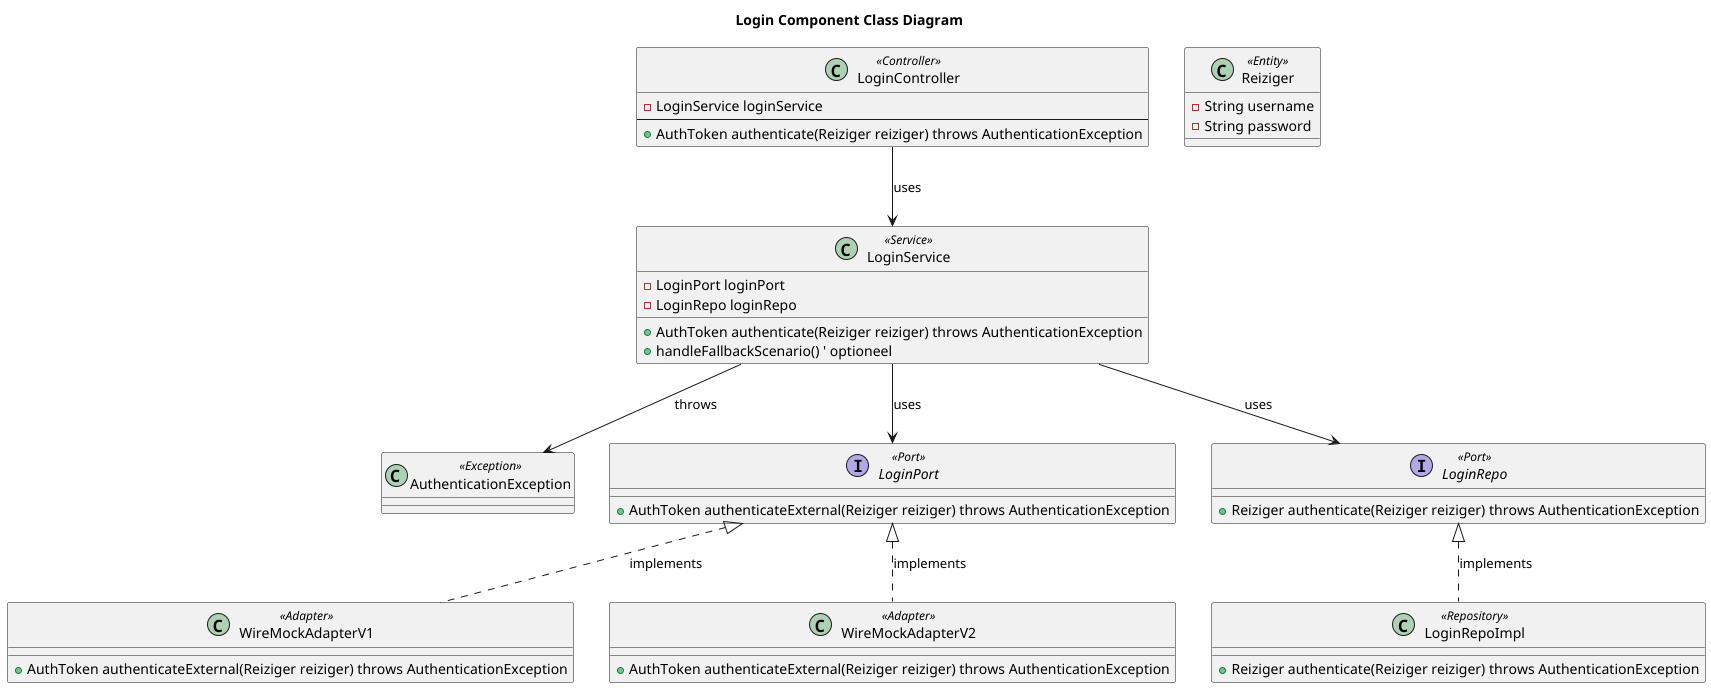 Login Component Class Diagram
«Controller»
LoginController
LoginService loginService
AuthToken authenticate(Reiziger reiziger) throws AuthenticationException
«Entity»
Reiziger
String username
String password
uses
«Service»
LoginService
LoginPort loginPort
LoginRepo loginRepo
AuthToken authenticate(Reiziger reiziger) throws AuthenticationException
handleFallbackScenario() ' optioneel
throws
uses
uses
«Exception»
AuthenticationException
«Port»
LoginPort
AuthToken authenticateExternal(Reiziger reiziger) throws AuthenticationException
«Port»
LoginRepo
Reiziger authenticate(Reiziger reiziger) throws AuthenticationException
implements
implements
implements
«Adapter»
WireMockAdapterV1
AuthToken authenticateExternal(Reiziger reiziger) throws AuthenticationException
«Adapter»
WireMockAdapterV2
AuthToken authenticateExternal(Reiziger reiziger) throws AuthenticationException
«Repository»
LoginRepoImpl
Reiziger authenticate(Reiziger reiziger) throws AuthenticationException